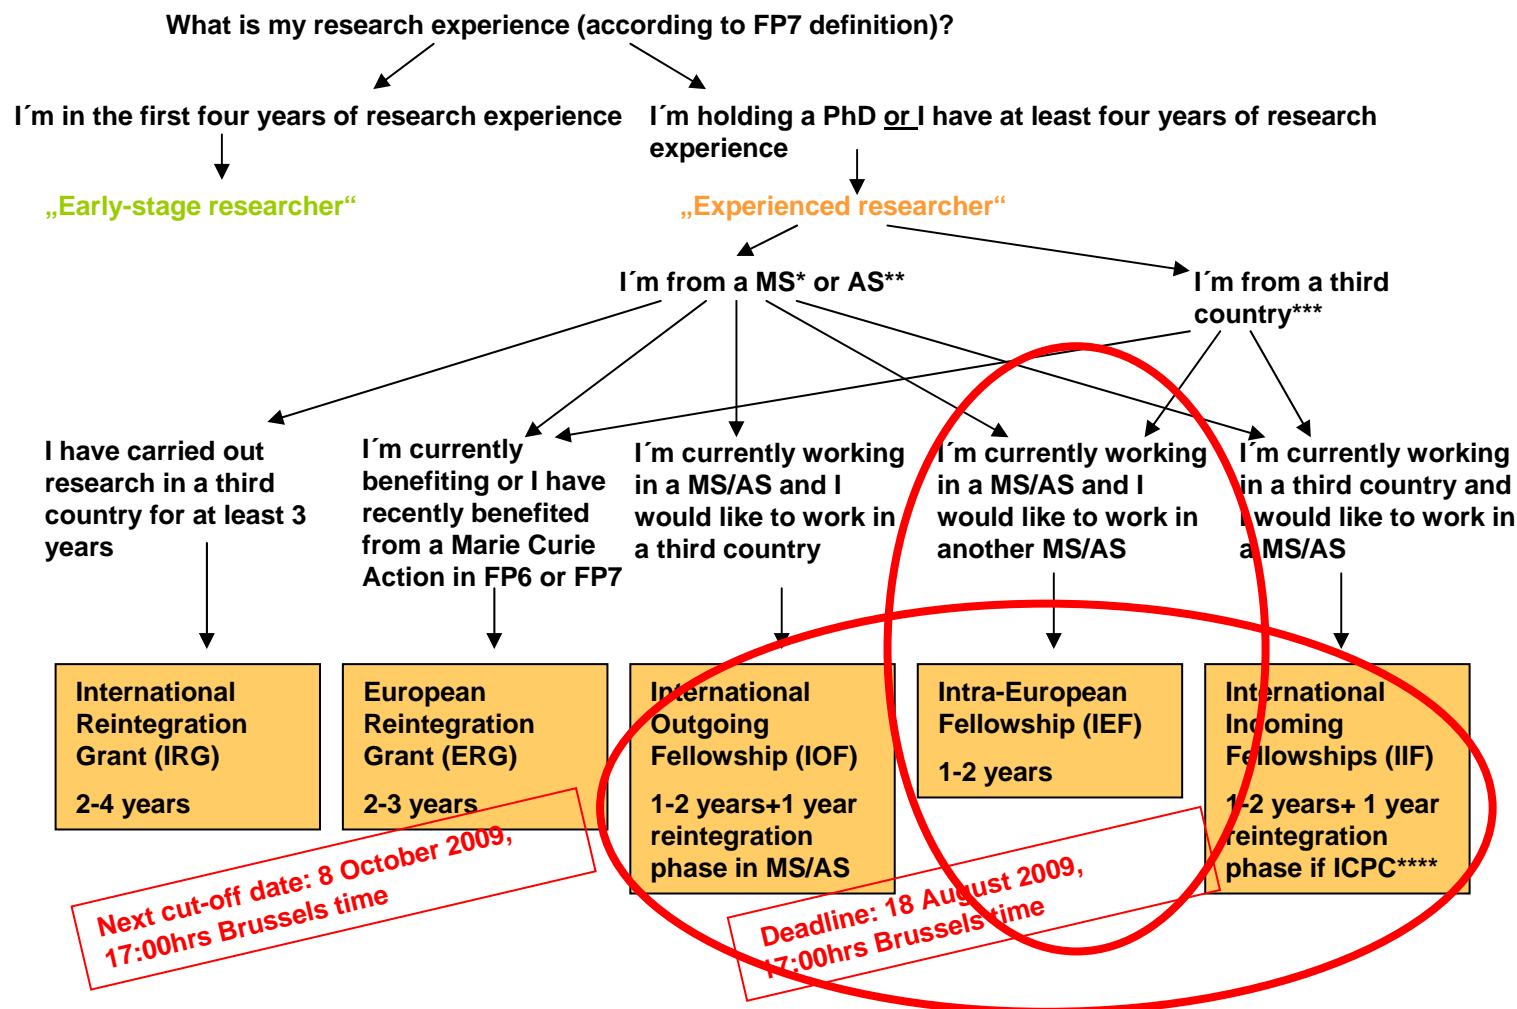 What is my research experience (according to FP7 definition)?
I´m in the first four years of research experience
I´m holding a PhD or I have at least four years of research
experience
„Early-stage researcher“
„Experienced researcher“
I´m from a MS* or AS**
I´m from a third
country***
I have carried out
research in a third
country for at least 3
years
I´m currently
benefiting or I have
recently benefited
from a Marie Curie
Action in FP6 or FP7
I´m currently working
in a MS/AS and I
would like to work in
a third country
I´m currently working
in a MS/AS and I
would like to work in
another MS/AS
I´m currently working
in a third country and
I would like to work in
a MS/AS
International
Reintegration
Grant (IRG)
2-4 years
European
Reintegration
Grant (ERG)
2-3 years
International
Outgoing
Fellowship (IOF)
1-2 years+1 year
reintegration
phase in MS/AS
Intra-European
Fellowship (IEF)
1-2 years
International
Incoming
Fellowships (IIF)
1-2 years+ 1 year
reintegration
phase if ICPC****
Next cut-off date: 8 October 2009,
17:00hrs Brussels time
Deadline: 18 August 2009,
17:00hrs Brussels time